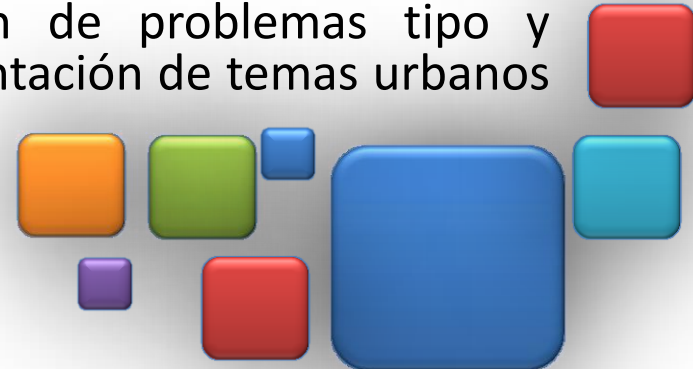 n de problemas tipo y
ntación de temas urbanos